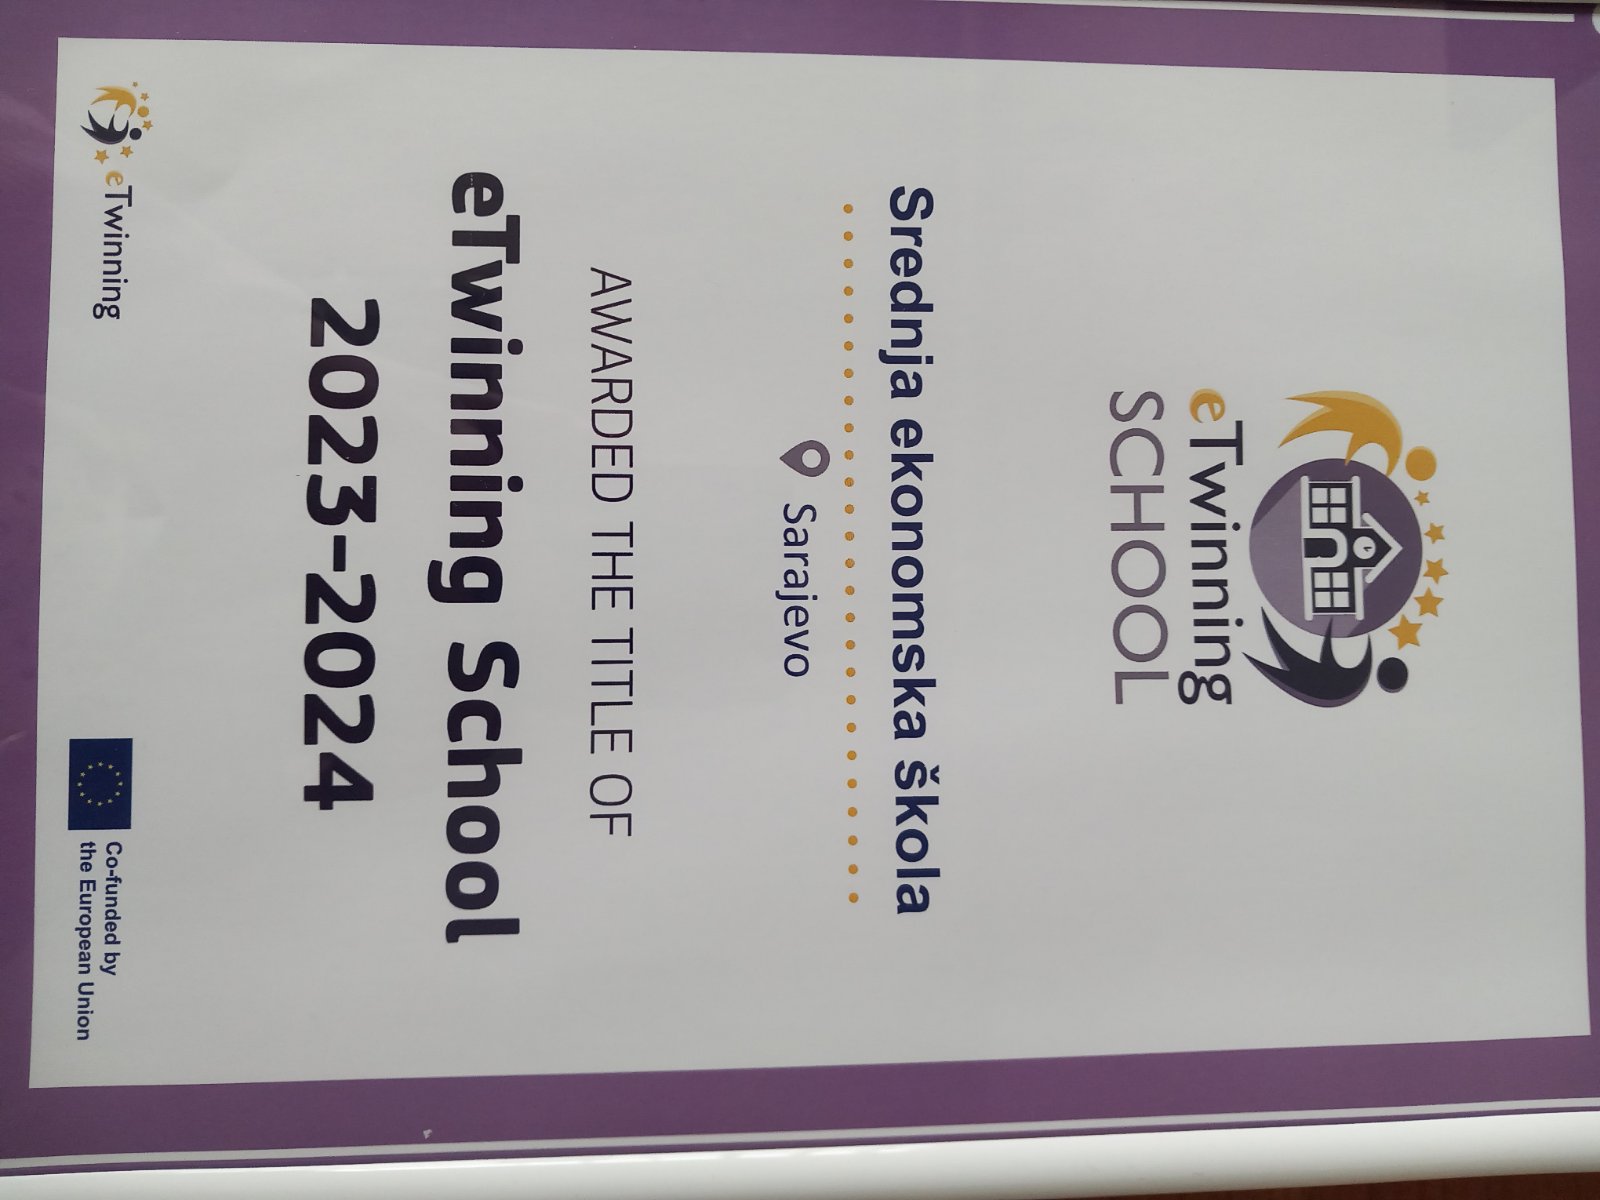 eTwinning
SCHOOL
Srednja ekonomska škola
Sarajevo
AWARDED THE TITLE OF
eTwinning School
2023-2024
eTwinning
Co-funded by
the European Union